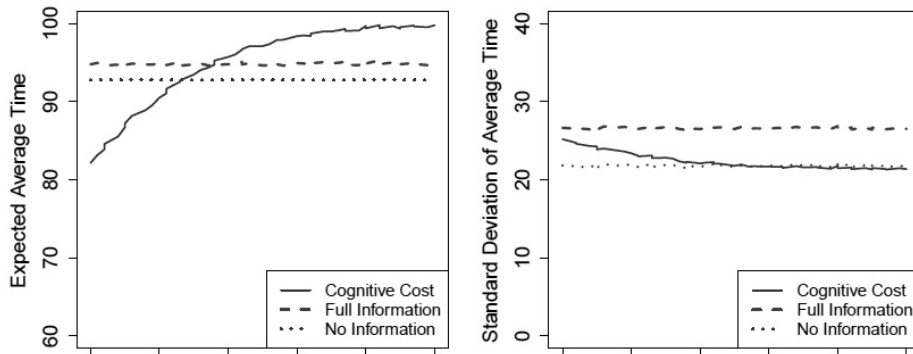 Expected Average Time
100
90
80
70
60
Cognitive Cost
Full Information
No Information
Standard Deviation of Average Time
40
30
20
10
0
Cognitive Cost
Full Information
No Information